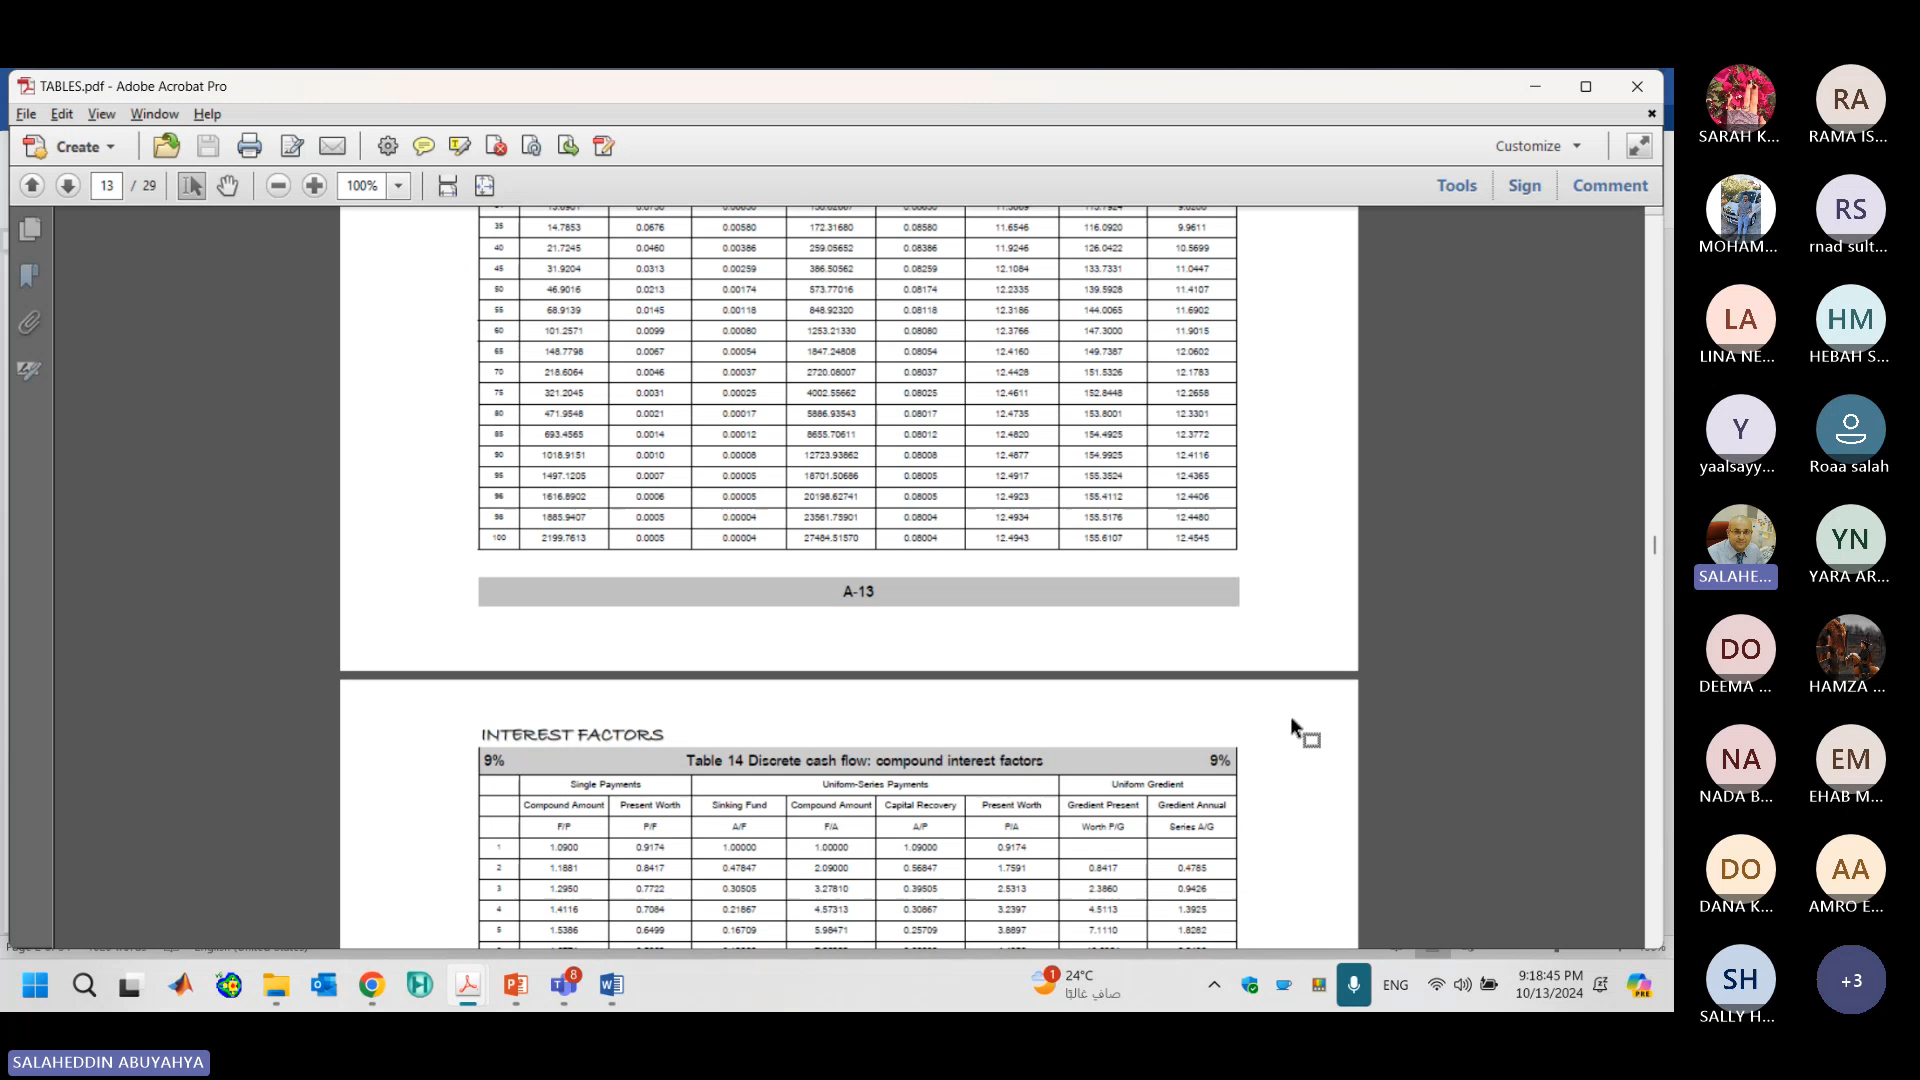 TABLES.pdf - Adobe Acrobat Pro
File Edit View Window Help
Create Customize
13 / 29 100% Tools Sign Comment
35 14.7853 0.0676 0.00580 172.31680 0.08580 11.6546 116.0920 9.9611
40 21.7245 0.0460 0.00386 259.05652 0.08386 11.9246 126.0422 10.5699
45 31.9204 0.0313 0.00259 386.50562 0.08259 12.1084 133.7331 11.0447
50 46.9016 0.0213 0.00174 573.77016 0.08174 12.2335 139.5928 11.4107
55 68.9139 0.0145 0.00118 848.92320 0.08118 12.3186 144.0065 11.6902
60 101.2571 0.0099 0.00080 1253.21330 0.08080 12.3766 147.3000 11.9015
65 148.7798 0.0067 0.00054 1847.24808 0.08054 12.4160 149.7387 12.0602
70 218.6064 0.0046 0.00037 2720.08007 0.08037 12.4428 151.5326 12.1783
75 321.2045 0.0031 0.00025 4002.55662 0.08025 12.4611 152.8448 12.2658
80 471.9548 0.0021 0.00017 5886.93543 0.08017 12.4735 153.8001 12.3301
85 693.4565 0.0014 0.00012 8655.70611 0.08012 12.4820 154.4925 12.3772
90 1018.9151 0.0010 0.00008 12723.93862 0.08008 12.4877 154.9925 12.4116
95 1497.1205 0.0007 0.00005 18701.50686 0.08005 12.4917 155.3524 12.4365
96 1616.8902 0.0006 0.00005 20198.62741 0.08005 12.4923 155.4112 12.4406
98 1885.9407 0.0005 0.00004 23561.75901 0.08004 12.4934 155.5176 12.4480
100 2199.7613 0.0005 0.00004 27484.51570 0.08004 12.4943 155.6107 12.4545
A-13
INTEREST FACTORS
9% Table 14 Discrete cash flow: compound interest factors 9%
Single Payments Uniform-Series Payments Uniform Gredient
Compound Amount Present Worth Sinking Fund Compound Amount Capital Recovery Present Worth Gredient Present Gredient Annual
F/P P/F A/F F/A A/P P/A Worth P/G Series A/G
1 1.0900 0.9174 1.00000 1.00000 1.09000 0.9174
2 1.1881 0.8417 0.47847 2.09000 0.56847 1.7591 0.8417 0.4785
3 1.2950 0.7722 0.30505 3.27810 0.39505 2.5313 2.3860 0.9426
4 1.4116 0.7084 0.21867 4.57313 0.30867 3.2397 4.5113 1.3925
5 1.5386 0.6499 0.16709 5.98471 0.25709 3.8897 7.1110 1.8282
SARAH K...
RA
RAMA IS...
MOHAM...
RS
rnad sult...
LA
LINA NE...
HM
HEBAH S...
Y
yaalsayy...
Roaa salah
SALAHE...
YN
YARA AR...
DO
DEEMA ...
HAMZA ...
NA
NADA B...
EM
EHAB M...
DO
DANA K...
AA
AMRO E...
SH
SALLY H...
+3
8
1 24°C
صافٍ غالبًا
ENG
9:18:45 PM
10/13/2024
PRE
SALAHEDDIN ABUYAHYA